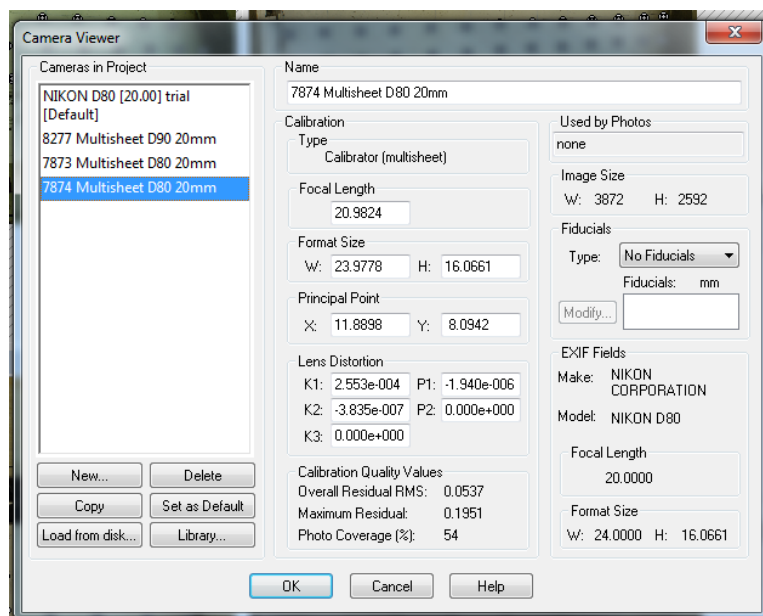 Camera Viewer
Cameras in Project
NIKON D80 [20.00] trial
[Default]
8277 Multisheet D90 20mm
7873 Multisheet D80 20mm
7874 Multisheet D80 20mm
New...
Delete
Copy
Set as Default
Load from disk...
Library...
Name
7874 Multisheet D80 20mm
Calibration
Type
Calibrator (multisheet)
Focal Length
20.9824
Format Size
W: 23.9778 H: 16.0661
Principal Point
X: 11.8898 Y: 8.0942
Lens Distortion
K1: 2.553e-004 P1: -1.940e-006
K2: -3.835e-007 P2: 0.000e+000
K3: 0.000e+000
Calibration Quality Values
Overall Residual RMS: 0.0537
Maximum Residual: 0.1951
Photo Coverage (%): 54
Used by Photos
none
Image Size
W: 3872 H: 2592
Fiducials
Type: No Fiducials
Fiducials: mm
Modify...
EXIF Fields
Make: NIKON
CORPORATION
Model: NIKON D80
Focal Length
20.0000
Format Size
W: 24.0000 H: 16.0661
OK
Cancel
Help